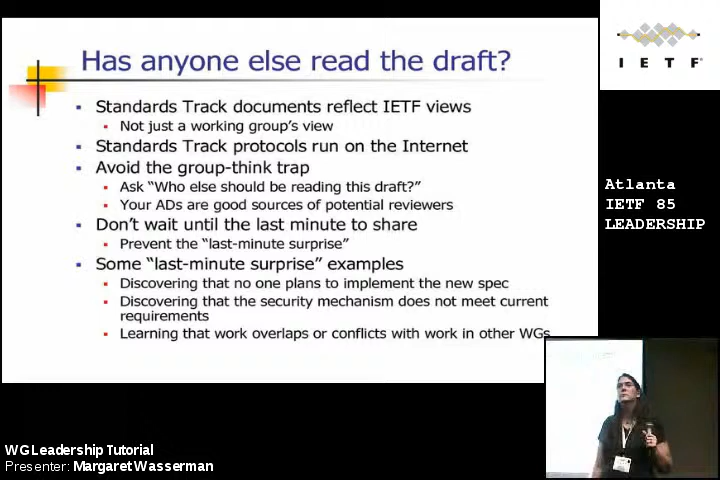 Has anyone else read the draft?
Standards Track documents reflect IETF views
Not just a working group's view
Standards Track protocols run on the Internet
Avoid the group-think trap
Ask “Who else should be reading this draft?”
Your ADs are good sources of potential reviewers
Don't wait until the last minute to share
Prevent the “last-minute surprise”
Some “last-minute surprise” examples
Discovering that no one plans to implement the new spec
Discovering that the security mechanism does not meet current
requirements
Learning that work overlaps or conflicts with work in other WGs
I E T F®
Atlanta
IETF 85
LEADERSHIP
WG Leadership Tutorial
Presenter: Margaret Wasserman